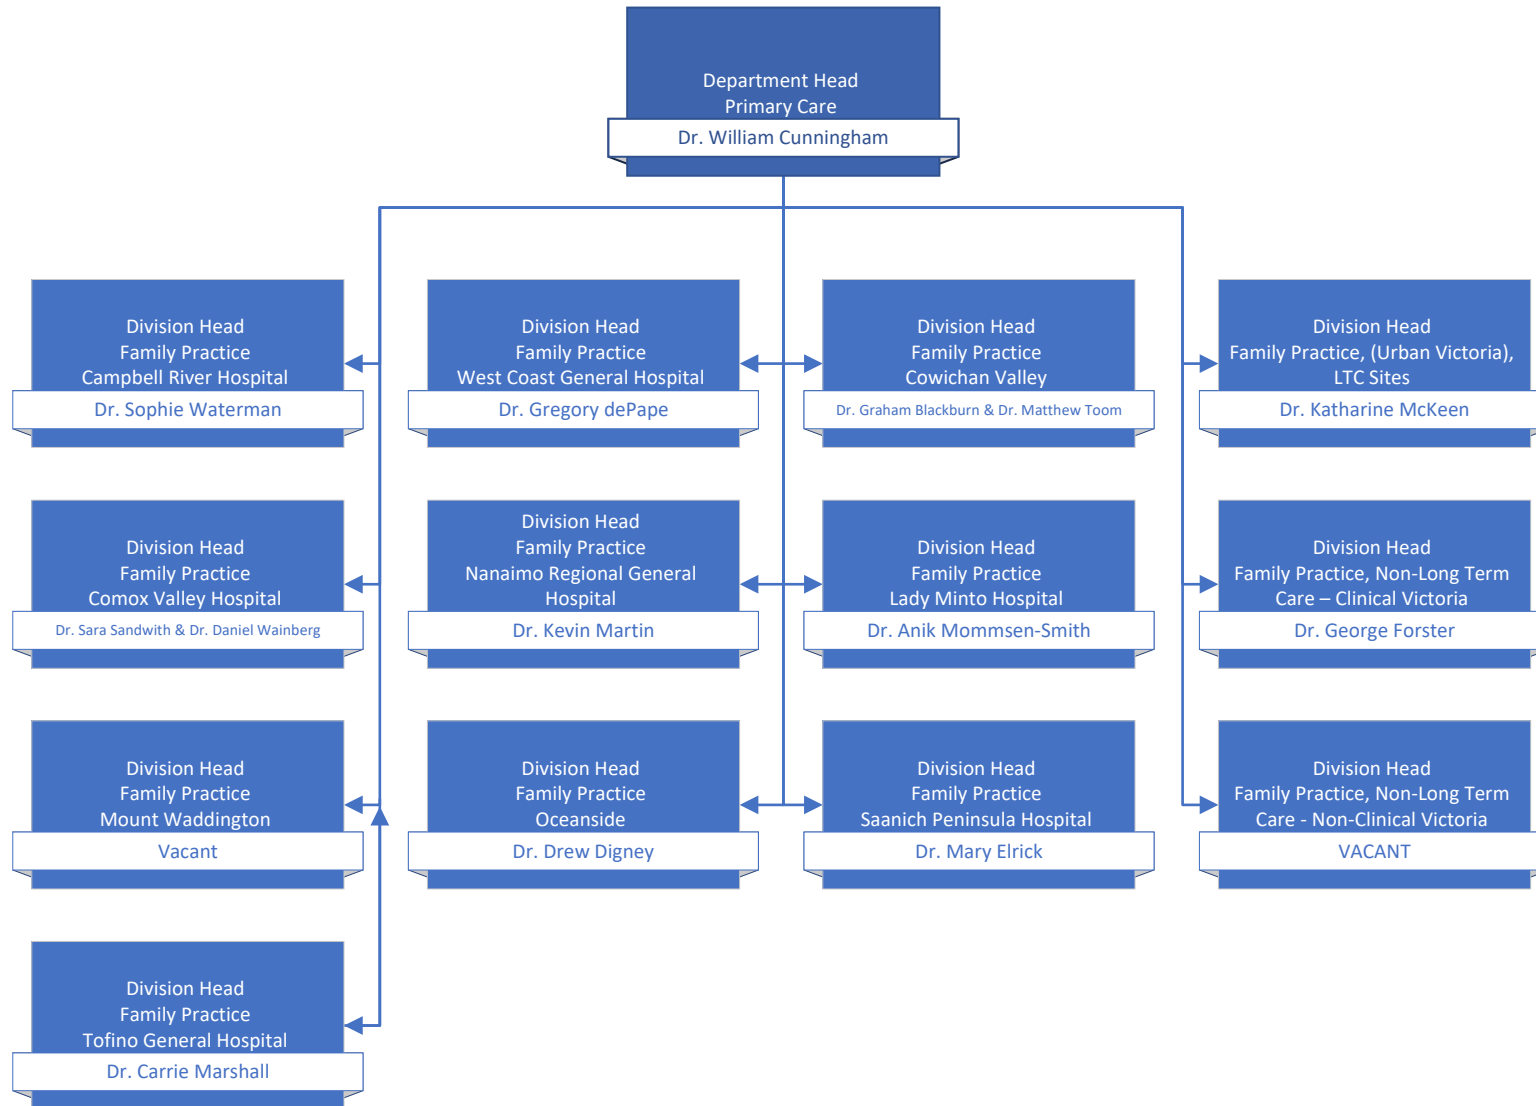 Department Head
Primary Care
Dr. William Cunningham
Division Head
Family Practice
Campbell River Hospital
Dr. Sophie Waterman
Division Head
Family Practice
West Coast General Hospital
Dr. Gregory dePape
Division Head
Family Practice
Cowichan Valley
Dr. Graham Blackburn & Dr. Matthew Toom
Division Head
Family Practice, (Urban Victoria),
LTC Sites
Dr. Katharine McKeen
Division Head
Family Practice
Comox Valley Hospital
Dr. Sara Sandwith & Dr. Daniel Wainberg
Division Head
Family Practice
Nanaimo Regional General
Hospital
Dr. Kevin Martin
Division Head
Family Practice
Lady Minto Hospital
Dr. Anik Mommsen-Smith
Division Head
Family Practice, Non-Long Term
Care – Clinical Victoria
Dr. George Forster
Division Head
Family Practice
Mount Waddington
Vacant
Division Head
Family Practice
Oceanside
Dr. Drew Digney
Division Head
Family Practice
Saanich Peninsula Hospital
Dr. Mary Elrick
Division Head
Family Practice, Non-Long Term
Care - Non-Clinical Victoria
VACANT
Division Head
Family Practice
Tofino General Hospital
Dr. Carrie Marshall